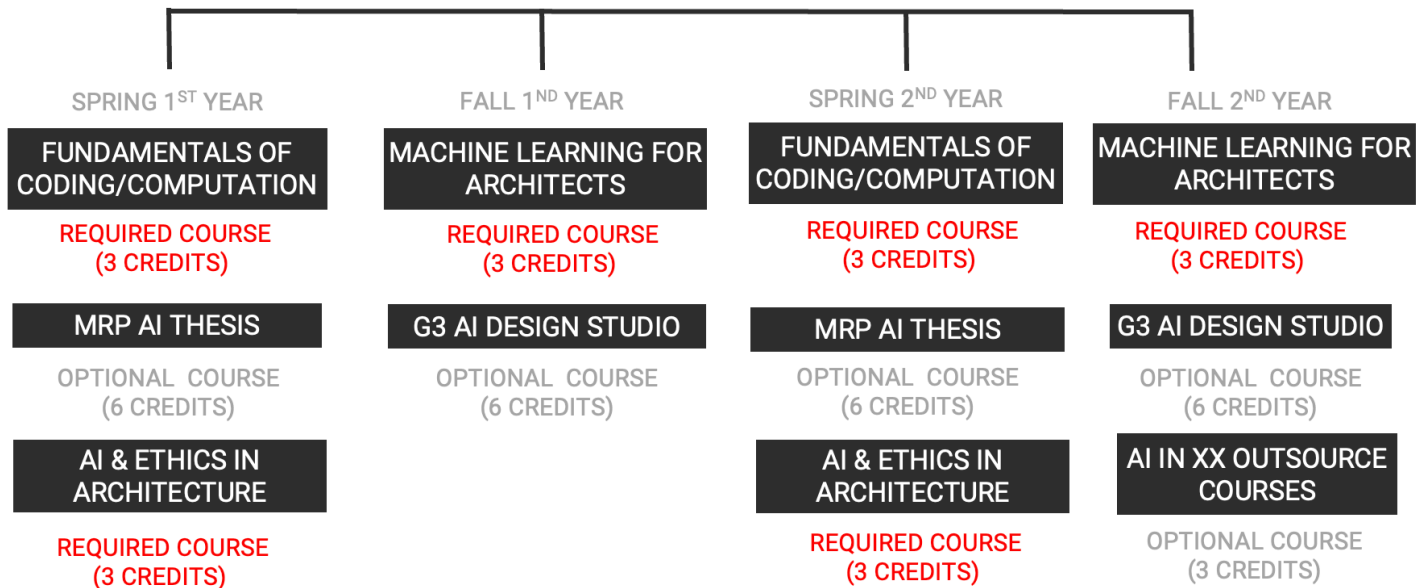 SPRING 1ST YEAR
FUNDAMENTALS OF
CODING/COMPUTATION
REQUIRED COURSE
(3 CREDITS)
MRP AI THESIS
OPTIONAL COURSE
(6 CREDITS)
AI & ETHICS IN
ARCHITECTURE
REQUIRED COURSE
(3 CREDITS)
FALL 1ND YEAR
MACHINE LEARNING FOR
ARCHITECTS
REQUIRED COURSE
(3 CREDITS)
G3 AI DESIGN STUDIO
OPTIONAL COURSE
(6 CREDITS)
SPRING 2ND YEAR
FUNDAMENTALS OF
CODING/COMPUTATION
REQUIRED COURSE
(3 CREDITS)
MRP AI THESIS
OPTIONAL COURSE
(6 CREDITS)
AI & ETHICS IN
ARCHITECTURE
REQUIRED COURSE
(3 CREDITS)
FALL 2ND YEAR
MACHINE LEARNING FOR
ARCHITECTS
REQUIRED COURSE
(3 CREDITS)
G3 AI DESIGN STUDIO
OPTIONAL COURSE
(6 CREDITS)
AI IN XX OUTSOURCE
COURSES
OPTIONAL COURSE
(3 CREDITS)